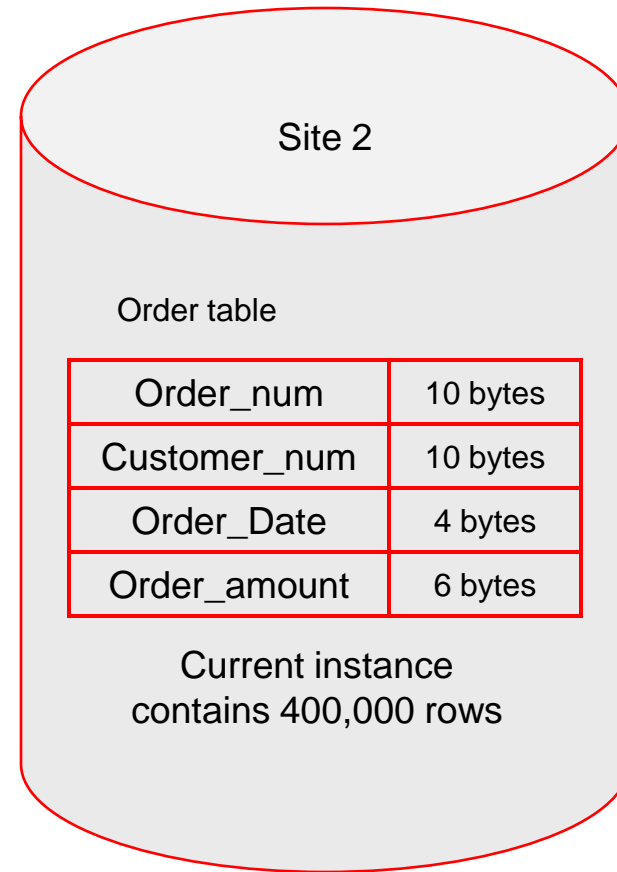 Site 2
Order table
Order_num 10 bytes
Customer_num 10 bytes
Order_Date 4 bytes
Order_amount 6 bytes
Current instance
contains 400,000 rows